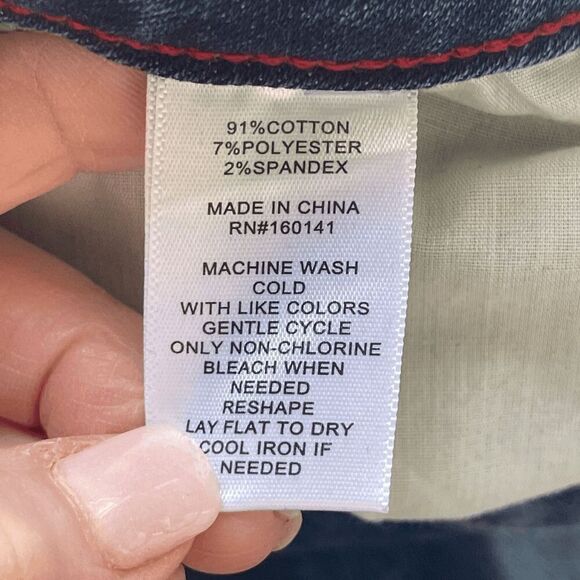 91%COTTON
7%POLYESTER
2%SPANDEX
MADE IN CHINA
RN#160141
MACHINE WASH
COLD
WITH LIKE COLORS
GENTLE CYCLE
ONLY NON-CHLORINE
BLEACH WHEN
NEEDED
RESHAPE
LAY FLAT TO DRY
COOL IRON IF
NEEDED